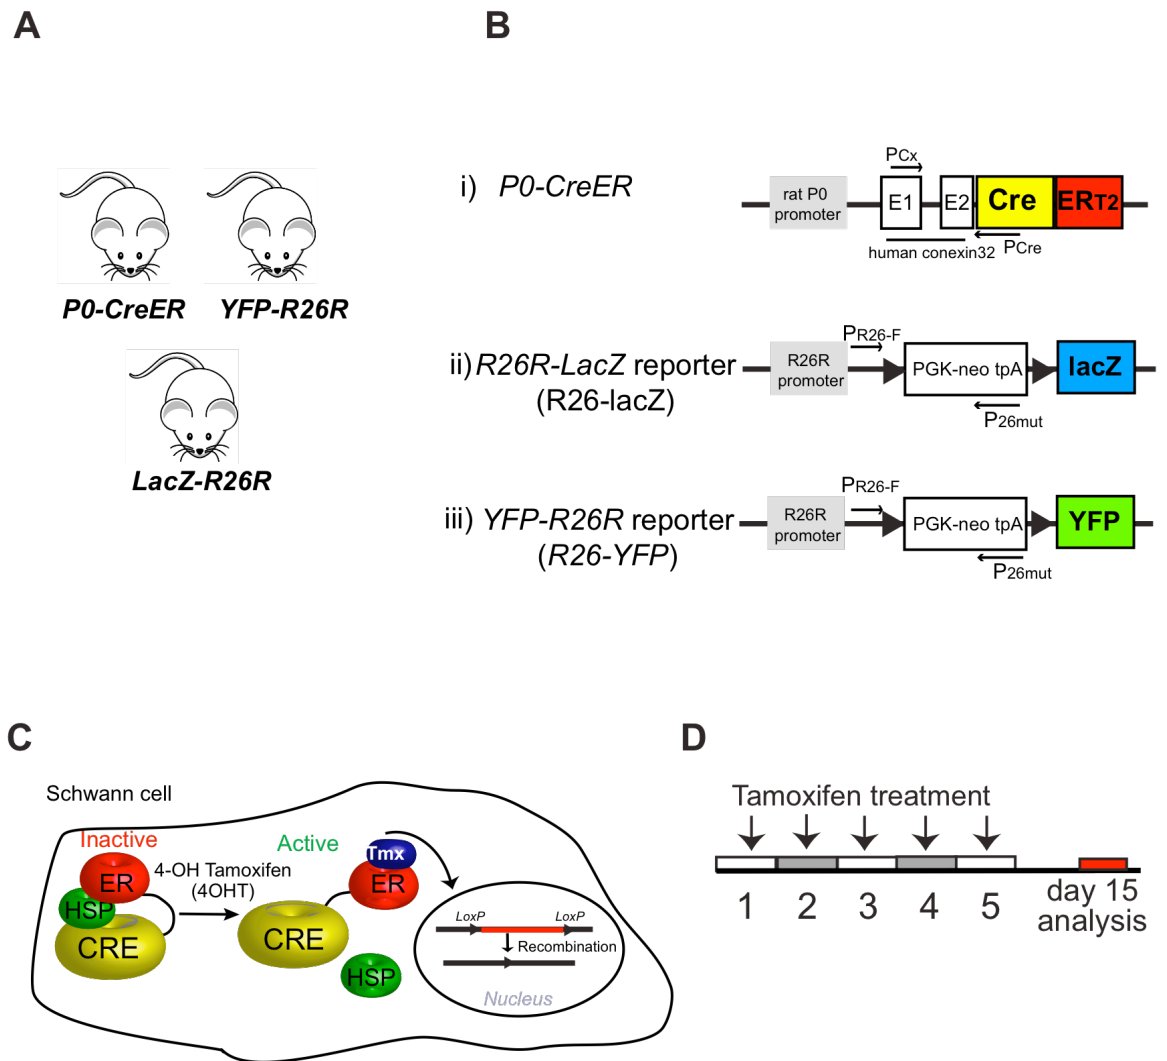 A
B
P0-CreER
YFP-R26R
LacZ-R26R
i) P0-CreER
rat P0
promoter
PCx
E1
E2
Cre
ERT2
human conexin32
PCre
ii) R26R-LacZ reporter
(R26-lacZ)
R26R
promoter
PR26-F
PGK-neo tpA
lacZ
P26mut
iii) YFP-R26R reporter
(R26-YFP)
R26R
promoter
PR26-F
PGK-neo tpA
YFP
P26mut
C
Schwann cell
Inactive
ER
HSP
CRE
4-OH Tamoxifen
(4OHT)
Active
Tmx
ER
CRE
HSP
LoxP
LoxP
Recombination
Nucleus
D
Tamoxifen treatment
1
2
3
4
5
day 15
analysis